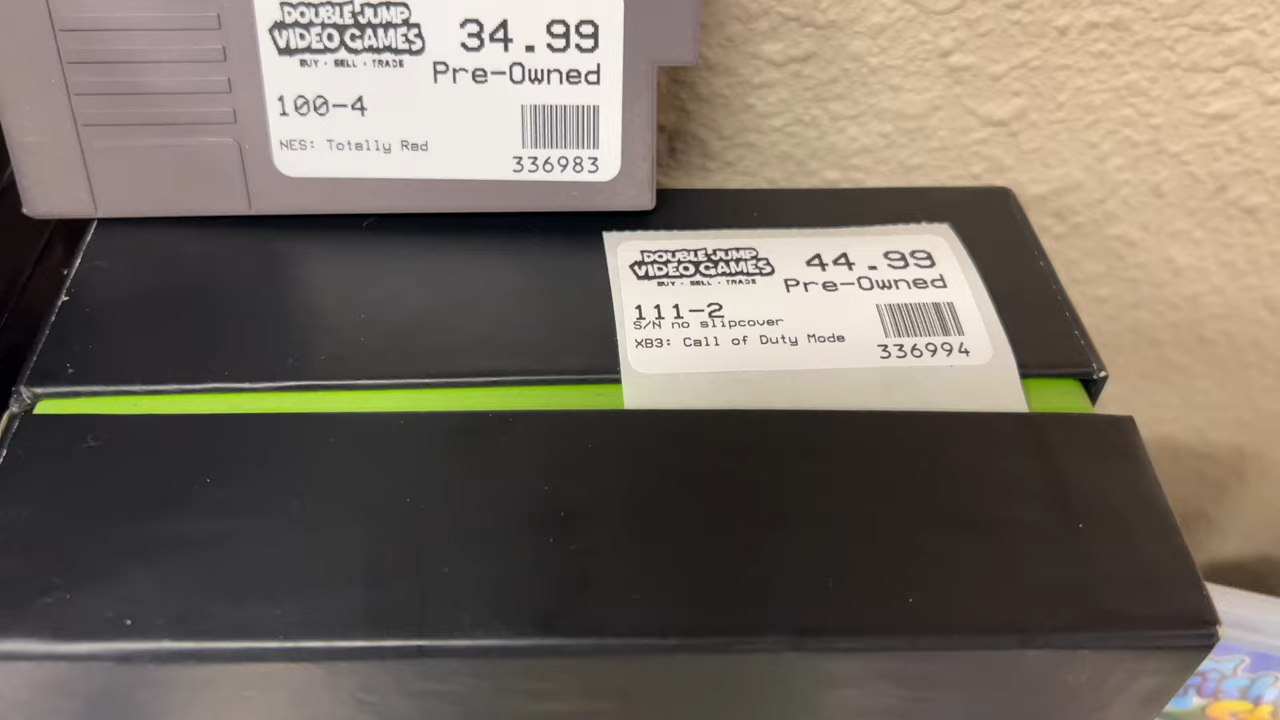 DOUBLE JUMP
VIDEO GAMES
BUY · SELL · TRADE
34.99
Pre-Owned
100-4
NES: Totally Rad
336983
DOUBLE JUMP
VIDEO GAMES
BUY · SELL · TRADE
44.99
Pre-Owned
111-2
S/N no slipcover
XB3: Call of Duty Mode
336994